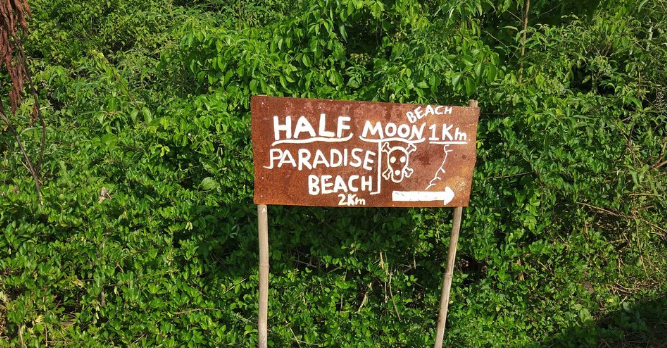 HALF MOON BEACH 1Km
PARADISE
BEACH
2Km